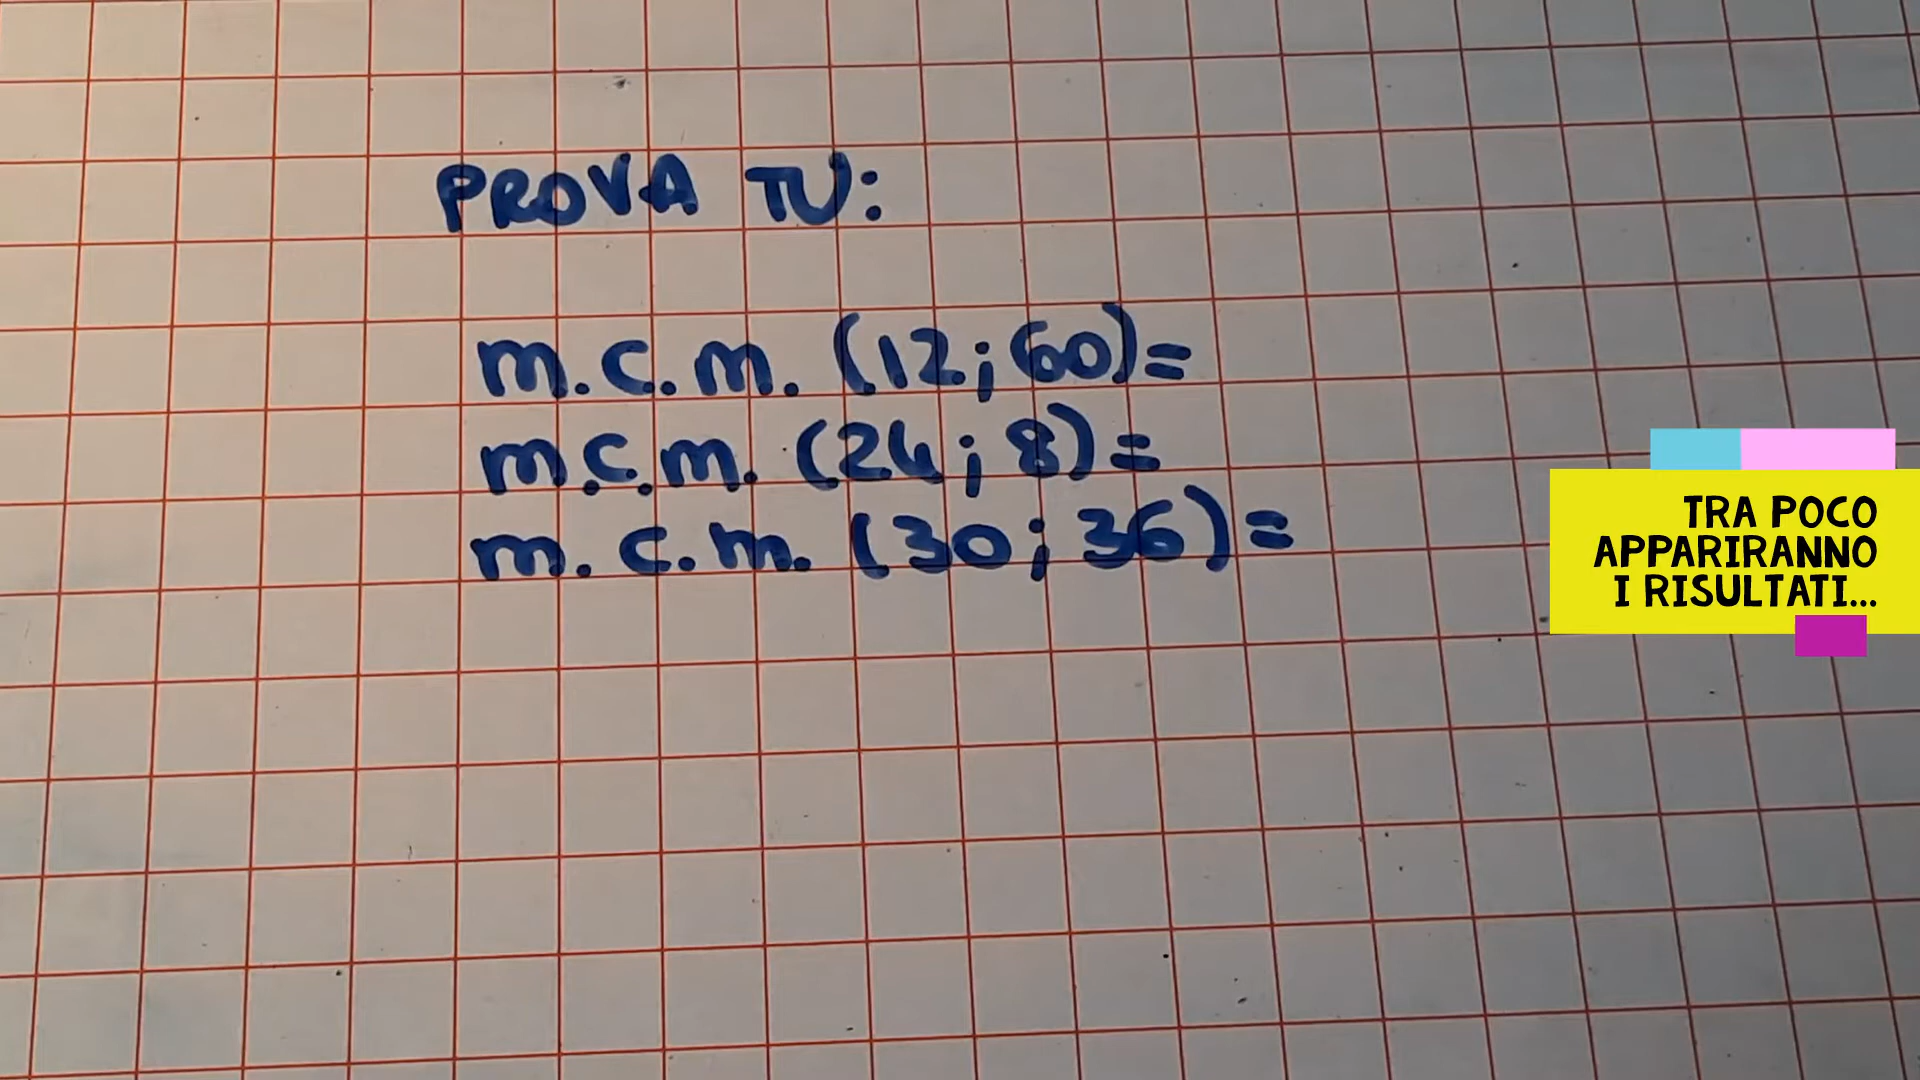 PROVA TU:
m.c.m. (12; 60)=
m.c.m. (24; 8)=
m.c.m. (30; 36)=
TRA POCO
APPARIRANNO
I RISULTATI...